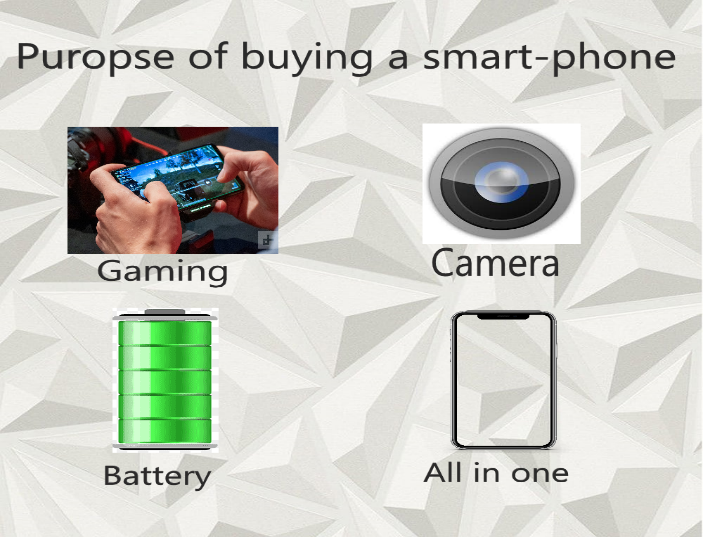 Puropse of buying a smart-phone
Gaming
Camera
Battery
All in one